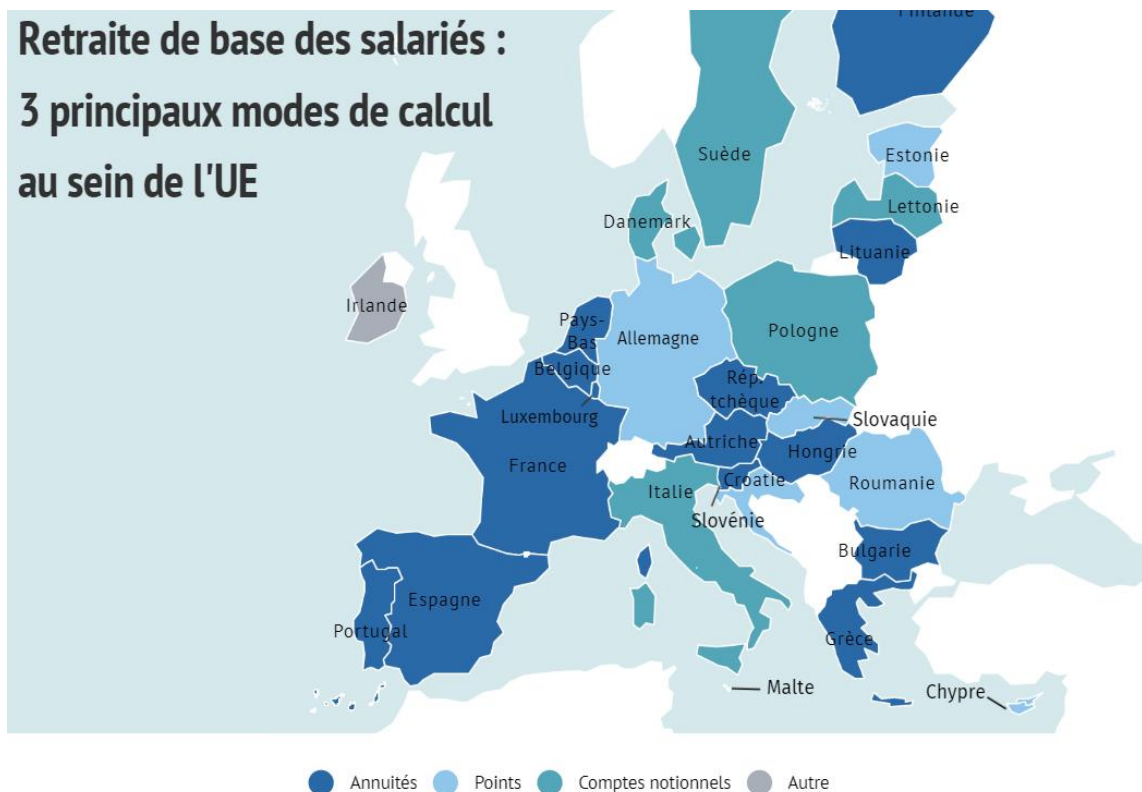 Retraite de base des salariés :
3 principaux modes de calcul
au sein de l'UE
Finlande
Suède
Estonie
Lettonie
Danemark
Lituanie
Irlande
Pays-
Bas
Allemagne
Pologne
Belgique
Rép.
tchèque
Luxembourg
Slovaquie
Autriche
Hongrie
France
Croatie
Roumanie
Italie
Slovénie
Bulgarie
Espagne
Portugal
Grèce
Malte
Chypre
Annuités
Points
Comptes notionnels
Autre